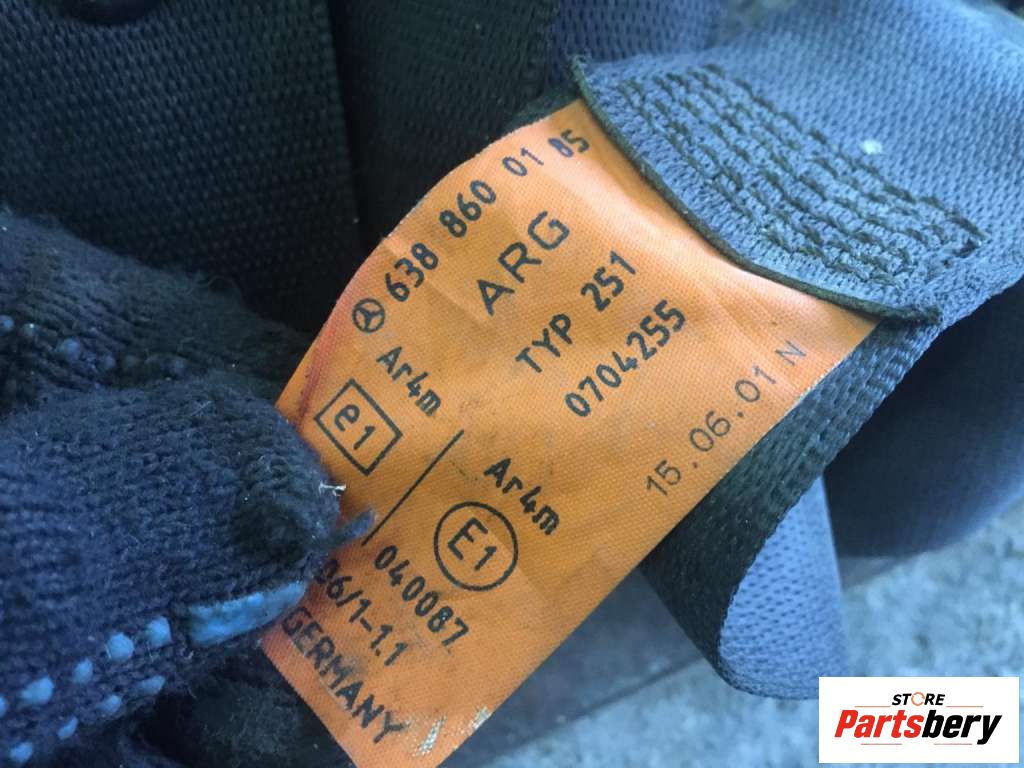 638 860 01 85
ARG
TYP 251
0704255
15.06.01 N
Ar4m
e1
Ar4m
E1
040087
96/1-1.1
GERMANY
STORE
Partsbery